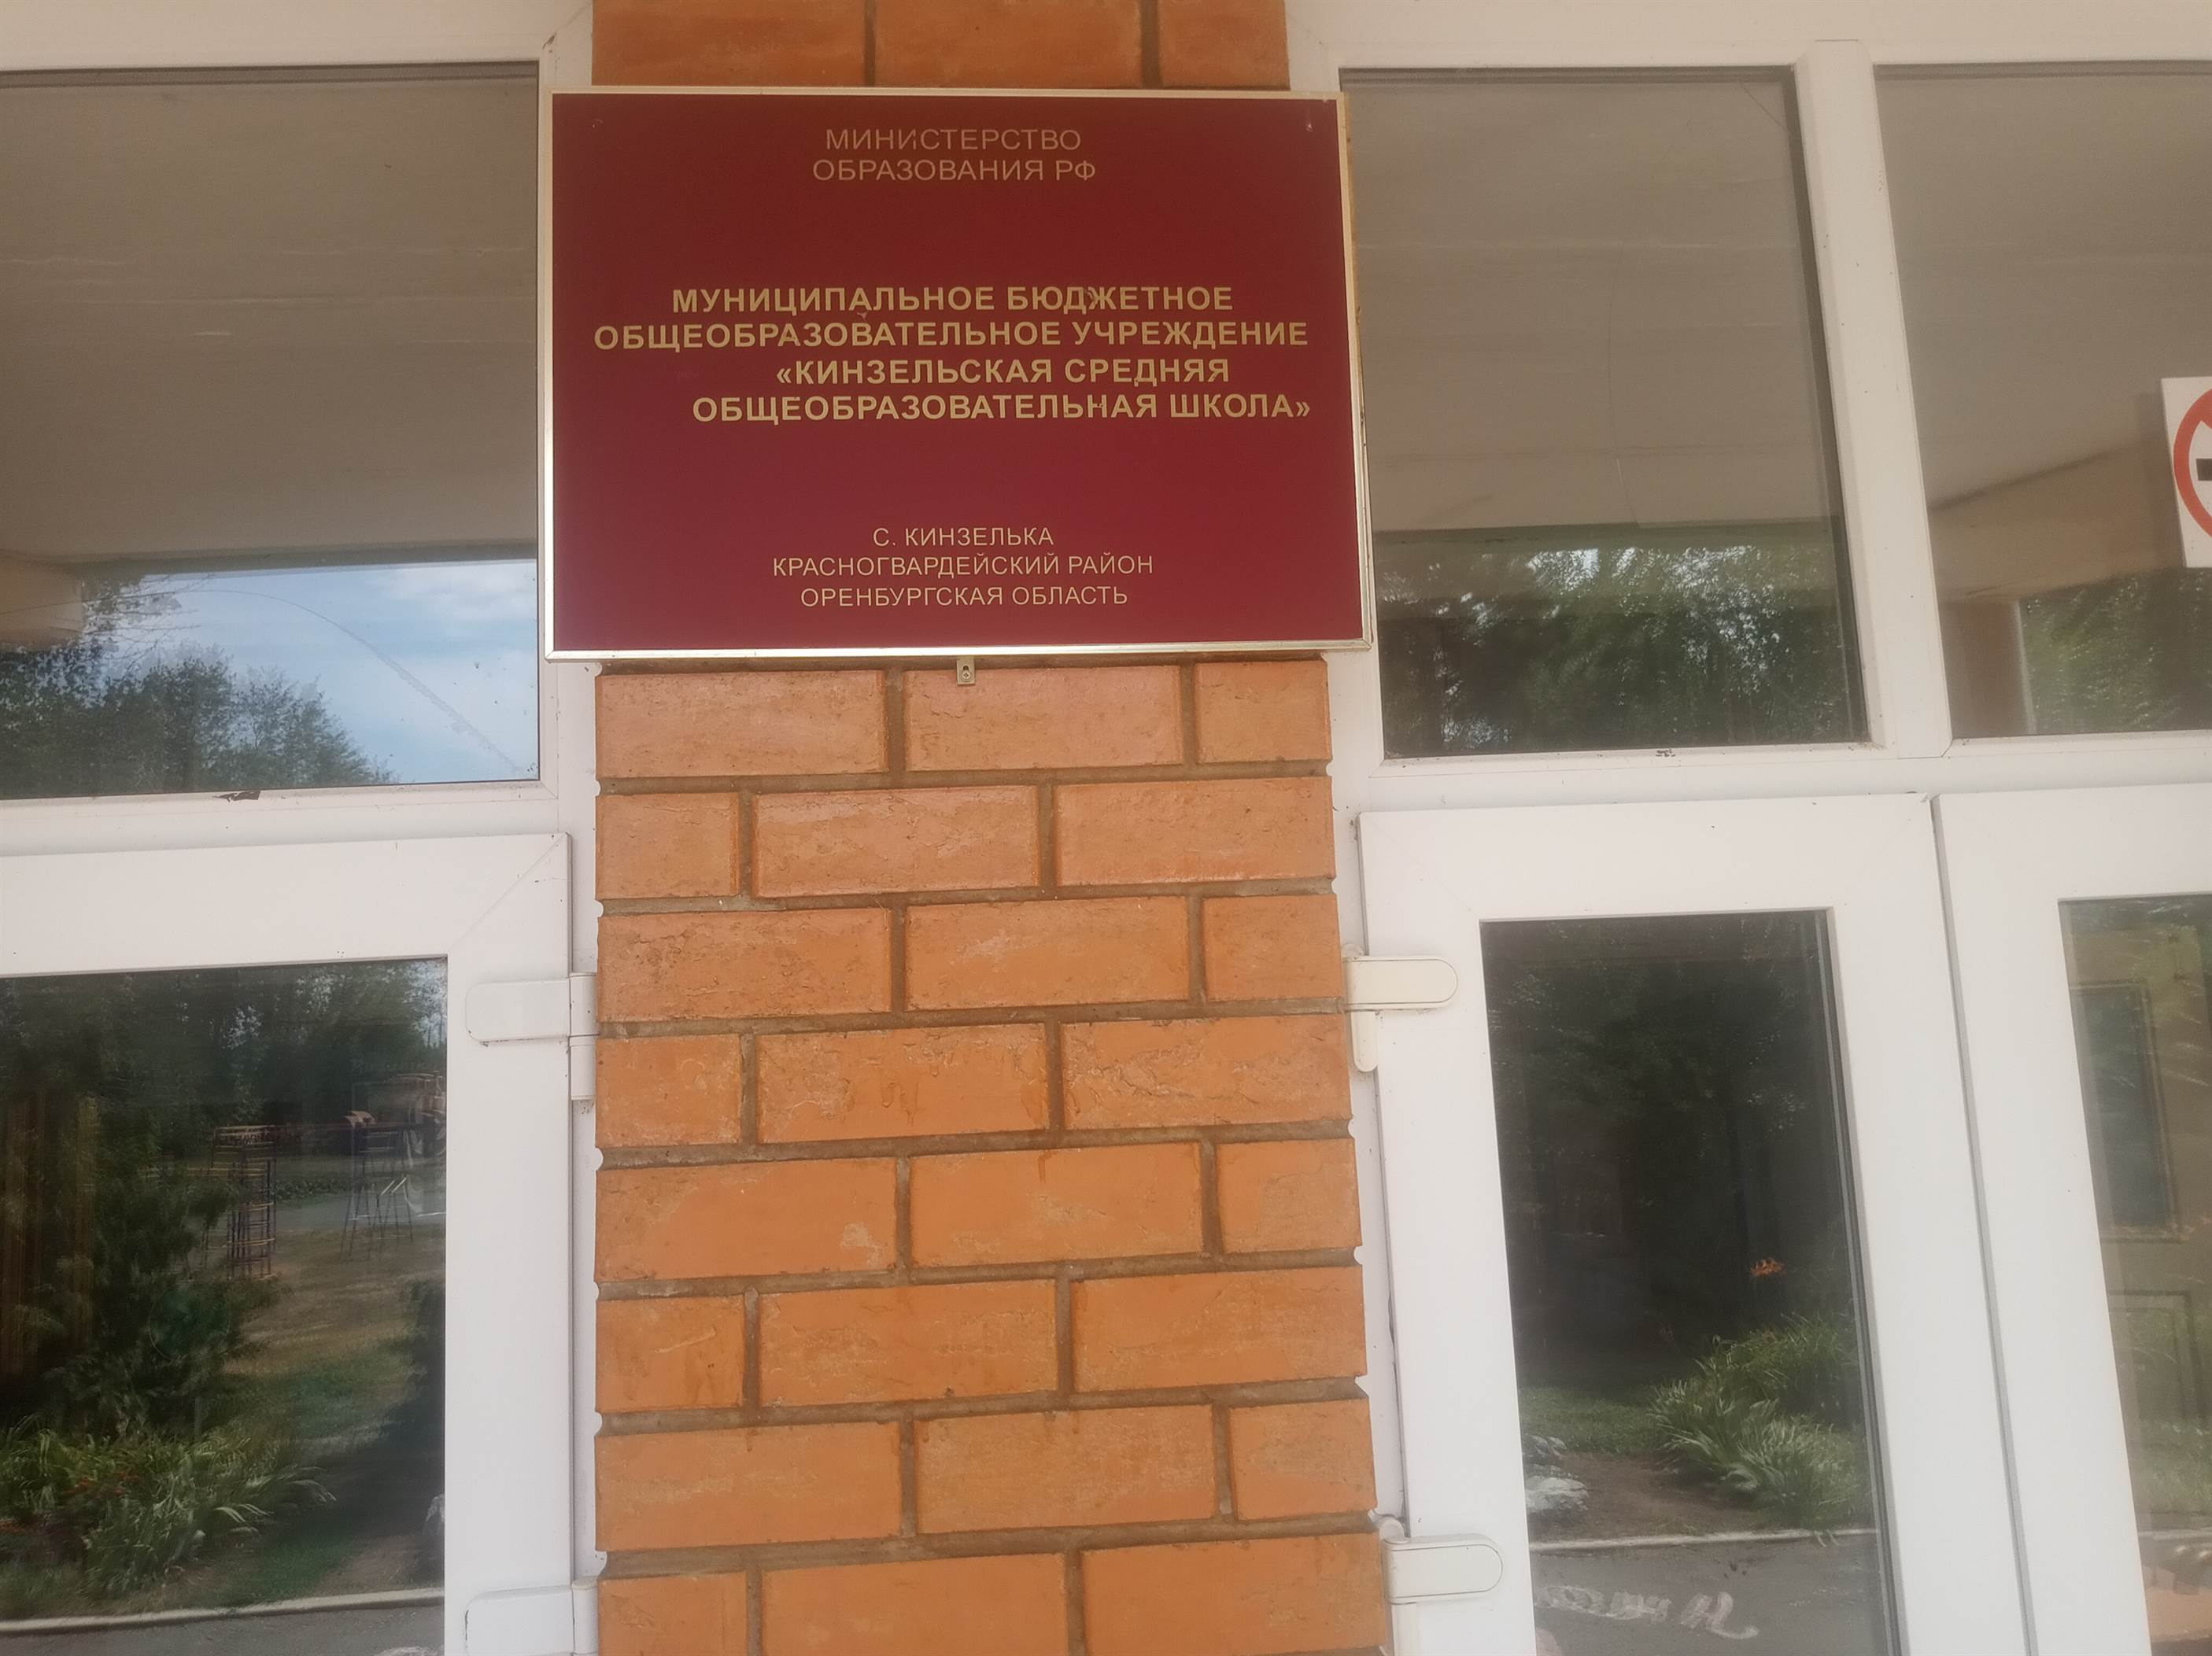 МИНИСТЕРСТВО
ОБРАЗОВАНИЯ РФ
МУНИЦИПАЛЬНОЕ БЮДЖЕТНОЕ
ОБЩЕОБРАЗОВАТЕЛЬНОЕ УЧРЕЖДЕНИЕ
«КИНЗЕЛЬСКАЯ СРЕДНЯЯ
ОБЩЕОБРАЗОВАТЕЛЬНАЯ ШКОЛА»
С. КИНЗЕЛЬКА
КРАСНОГВАРДЕЙСКИЙ РАЙОН
ОРЕНБУРГСКАЯ ОБЛАСТЬ